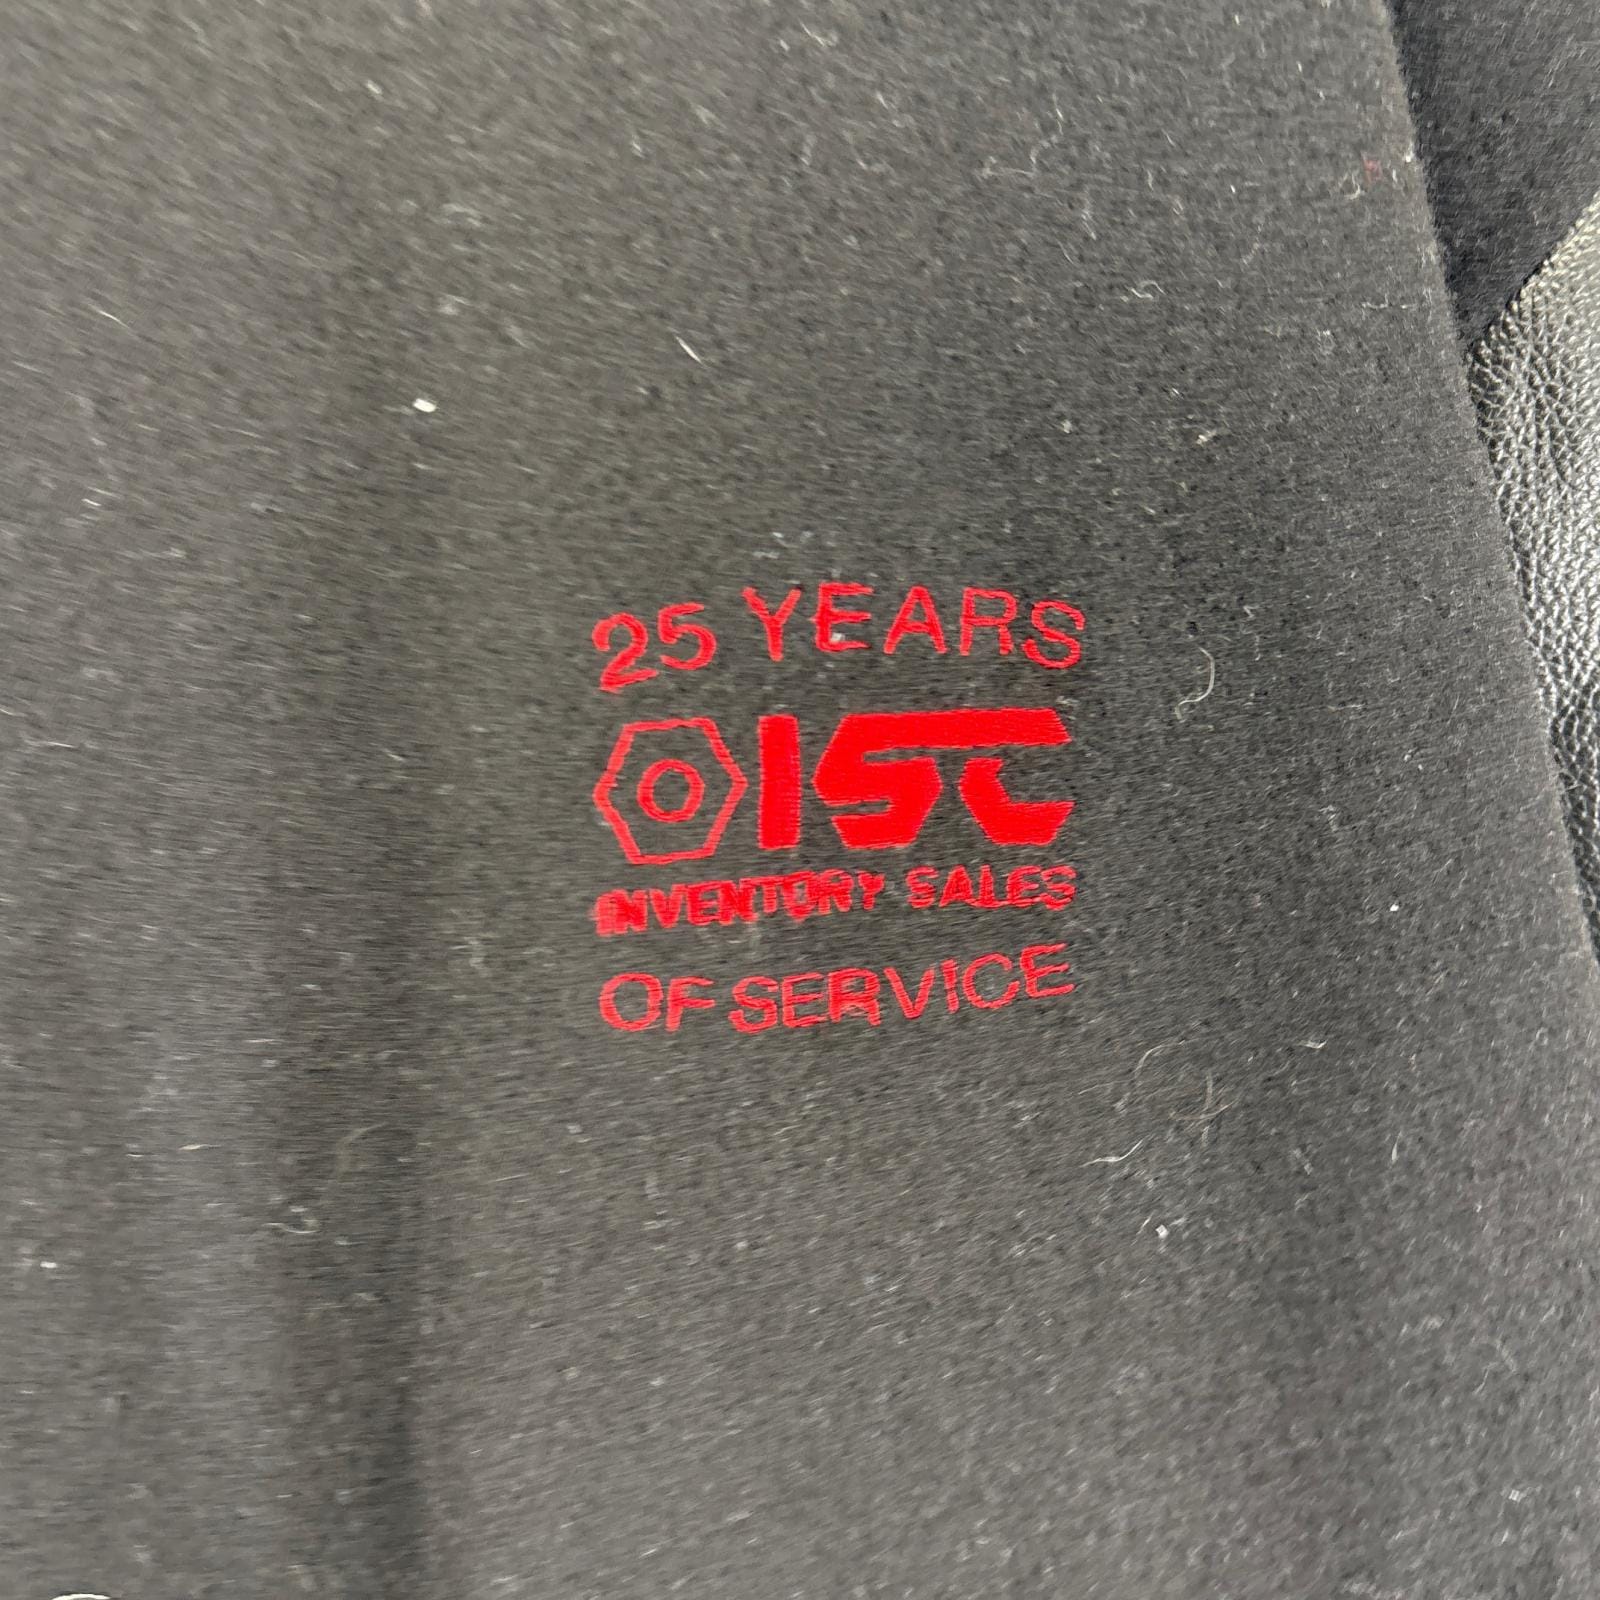 25 YEARS
ISC
INVENTORY SALES
OF SERVICE